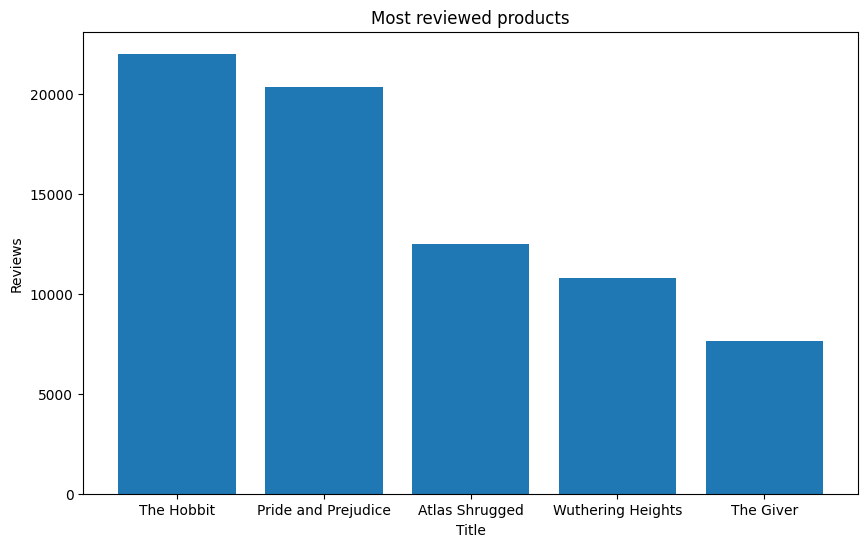 Most reviewed products
Reviews
20000
15000
10000
5000
0
The Hobbit
Pride and Prejudice
Atlas Shrugged
Wuthering Heights
The Giver
Title